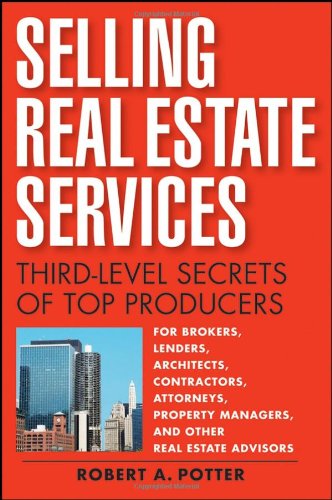 SELLING
REAL ESTATE
SERVICES
THIRD-LEVEL SECRETS
OF TOP PRODUCERS
FOR BROKERS,
LENDERS,
ARCHITECTS,
CONTRACTORS,
ATTORNEYS,
PROPERTY MANAGERS,
AND OTHER
REAL ESTATE ADVISORS
ROBERT A. POTTER